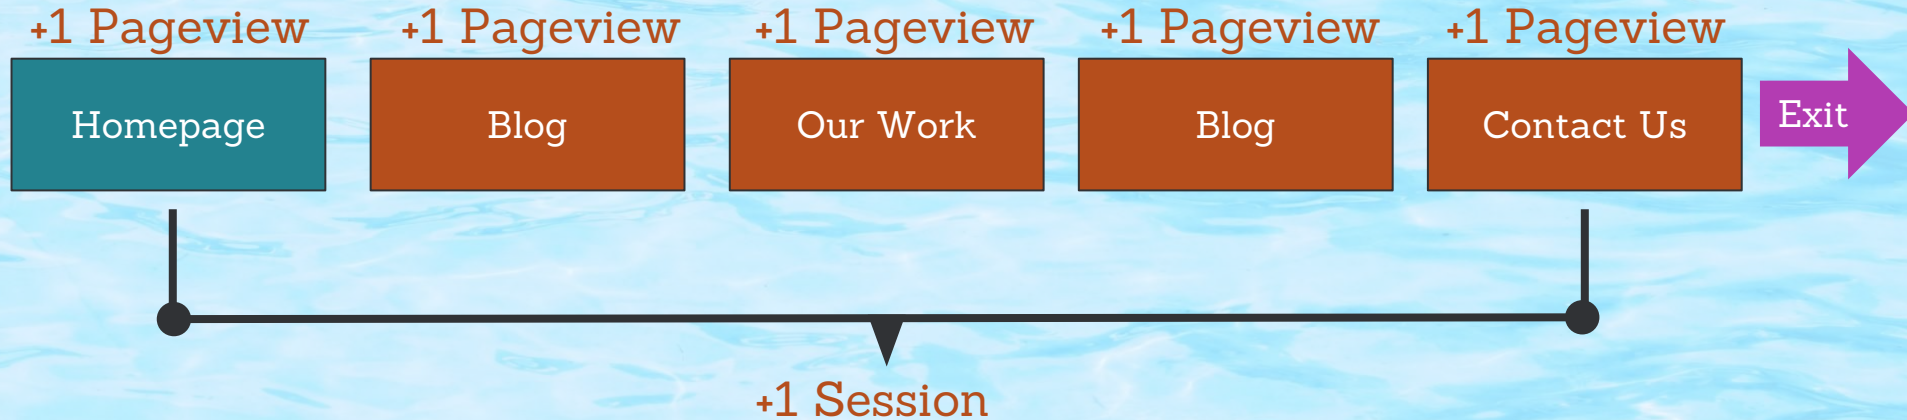 +1 Pageview
+1 Pageview
+1 Pageview
+1 Pageview
+1 Pageview
Homepage
Blog
Our Work
Blog
Contact Us
Exit
+1 Session